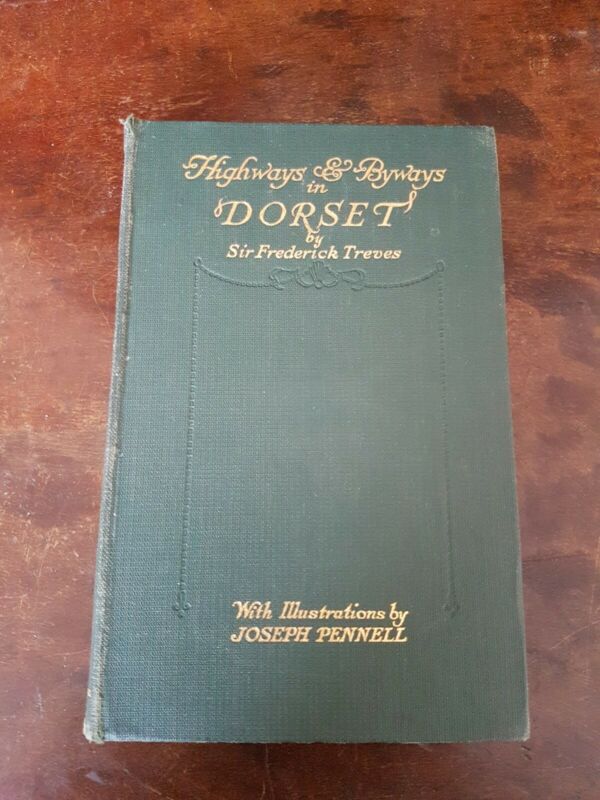 Highways & Byways
in
DORSET
by
Sir Frederick Treves
With Illustrations by
JOSEPH PENNELL